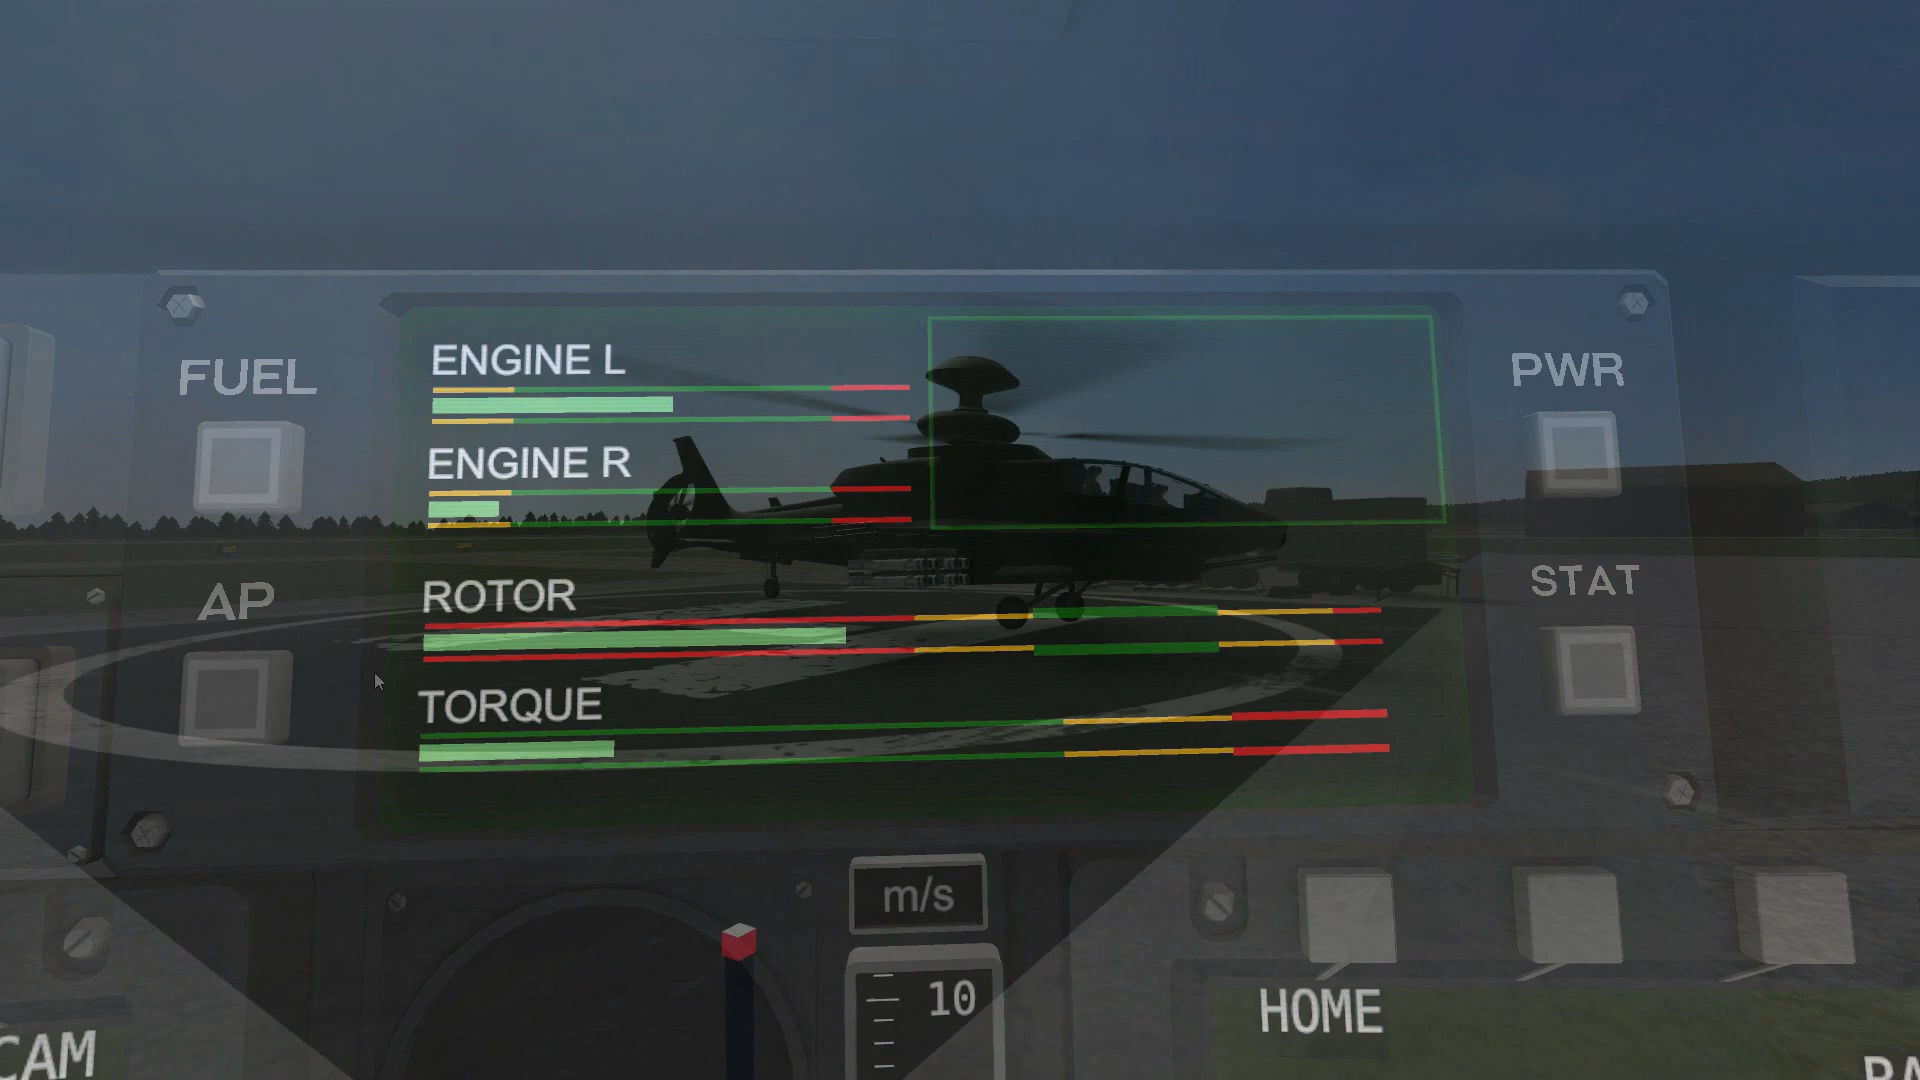 ENGINE L
PWR
FUEL
ENGINE R
STAT
ROTOR
AP
TORQUE
m/s
10
HOME
CAM